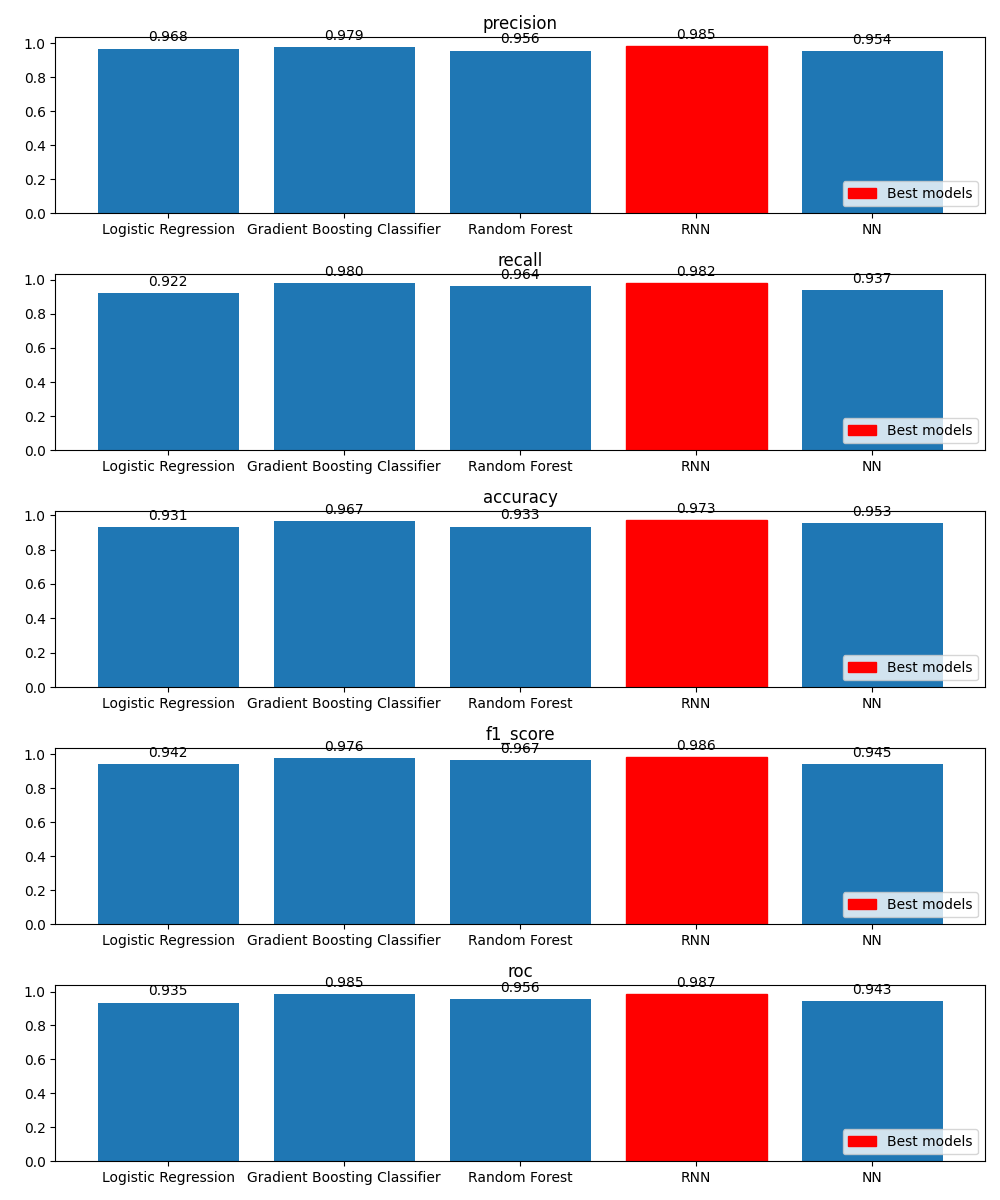 precision
0.968 0.979 0.956 0.985 0.954
1.0
0.8
0.6
0.4
0.2
Best models
0.0
Logistic Regression Gradient Boosting Classifier Random Forest RNN NN
recall
0.922 0.980 0.964 0.982 0.937
1.0
0.8
0.6
0.4
0.2
Best models
0.0
Logistic Regression Gradient Boosting Classifier Random Forest RNN NN
accuracy
0.931 0.967 0.933 0.973 0.953
1.0
0.8
0.6
0.4
0.2
Best models
0.0
Logistic Regression Gradient Boosting Classifier Random Forest RNN NN
f1_score
0.942 0.976 0.967 0.986 0.945
1.0
0.8
0.6
0.4
0.2
Best models
0.0
Logistic Regression Gradient Boosting Classifier Random Forest RNN NN
roc
0.935 0.985 0.956 0.987 0.943
1.0
0.8
0.6
0.4
0.2
Best models
0.0
Logistic Regression Gradient Boosting Classifier Random Forest RNN NN